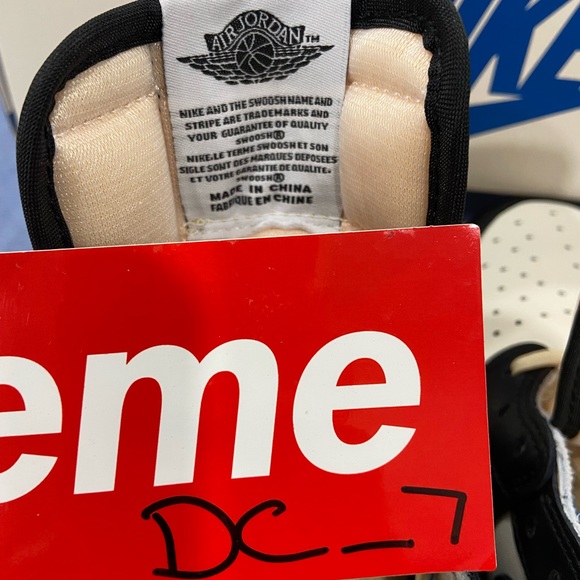 AIR JORDAN TM
NIKE
NIKE AND THE SWOOSH NAME AND
STRIPE ARE TRADEMARKS AND
YOUR GUARANTEE OF QUALITY
SWOOSH®
NIKE.LE TERME SWOOSH ET SON
SIGLE SONT DES MARQUES DEPOSEES
ET VOTRE GARANTIE DE QUALITE
SWOOSH®
MADE IN CHINA
FABRIQUE EN CHINE
eme
DC_7